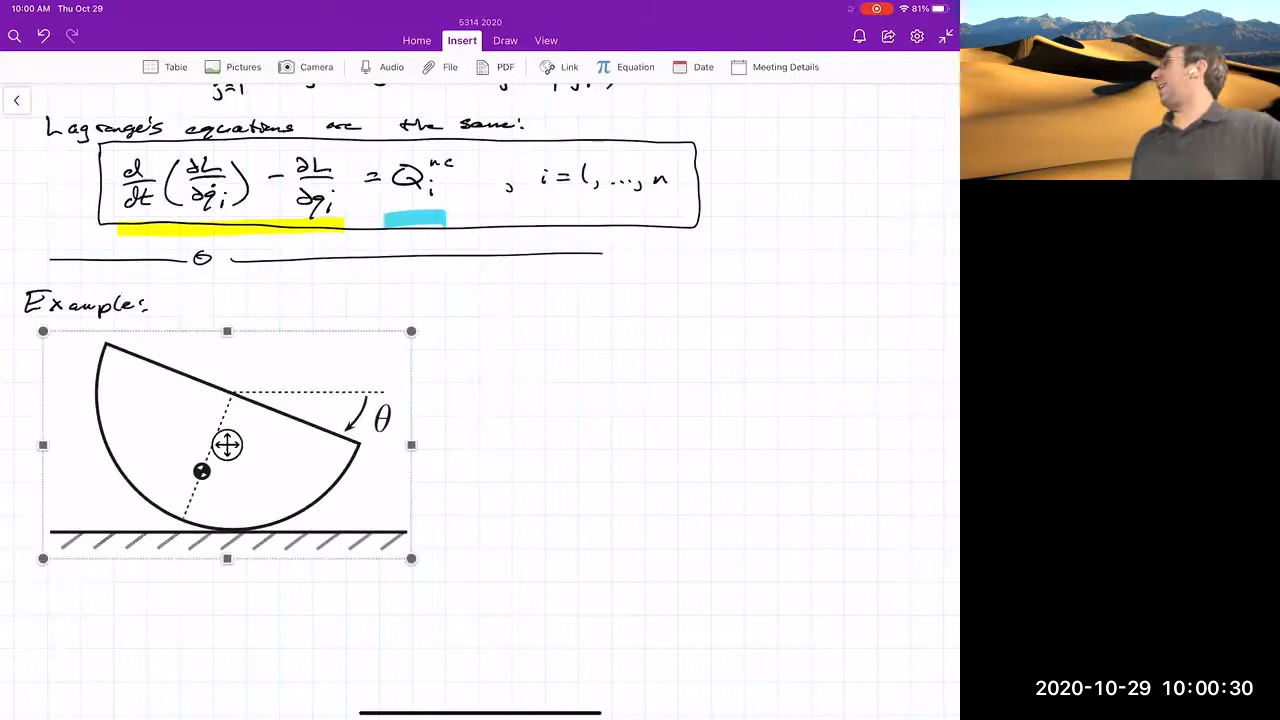 10:00 AM Thu Oct 29
81%
5314 2020
Home Insert Draw View
Table Pictures Camera Audio File PDF Link Equation Date Meeting Details
j=1
Lagrange's equations are the same:
d/dt (∂L/∂q̇i) - ∂L/∂qi = Qi^nc , i = 1, ..., n
Example:
θ
2020-10-29 10:00:30